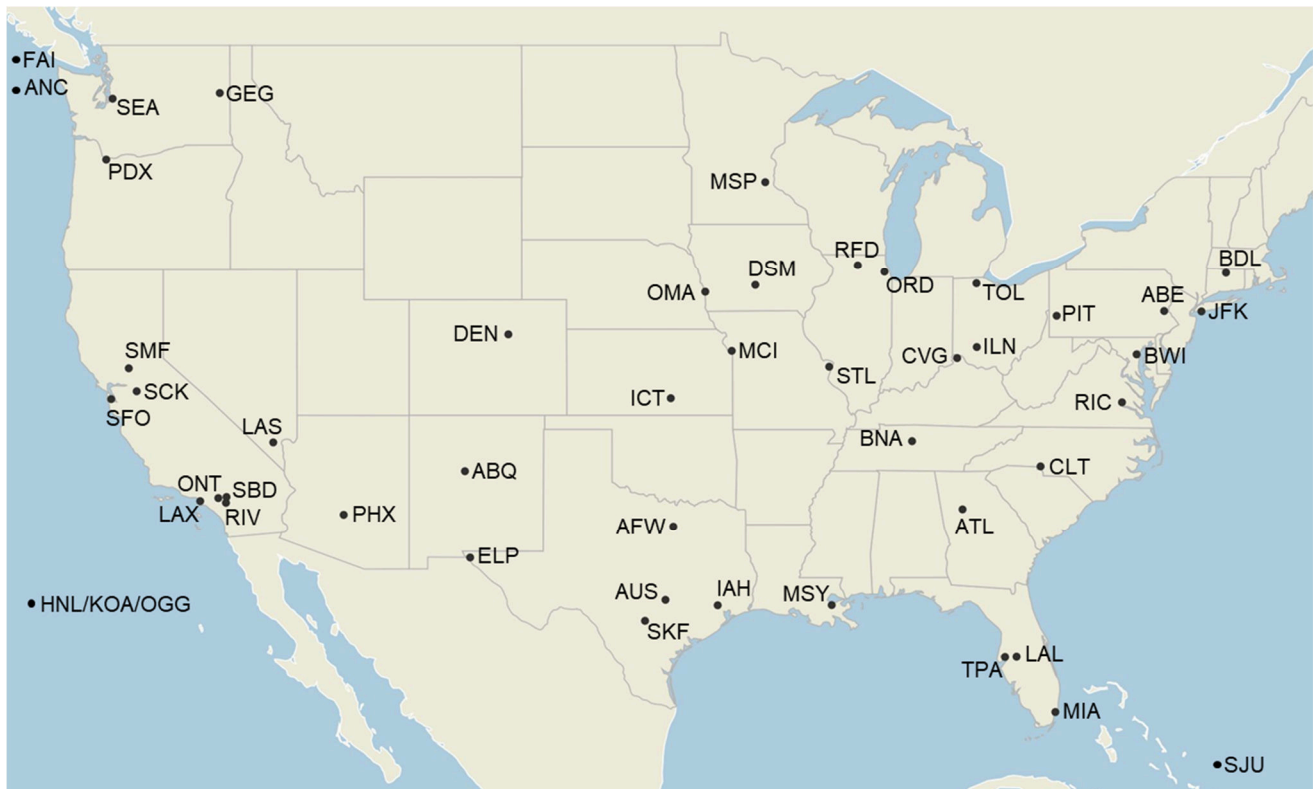 FAI
ANC
SEA
GEG
PDX
MSP
RFD
DSM
ORD
OMA
TOL
BDL
ABE
JFK
PIT
DEN
SMF
MCI
CVG
ILN
BWI
STL
SCK
SFO
ICT
RIC
LAS
BNA
ABQ
CLT
ONT
SBD
LAX
RIV
PHX
AFW
ATL
ELP
AUS
IAH
MSY
HNL/KOA/OGG
SKF
TPA
LAL
MIA
SJU